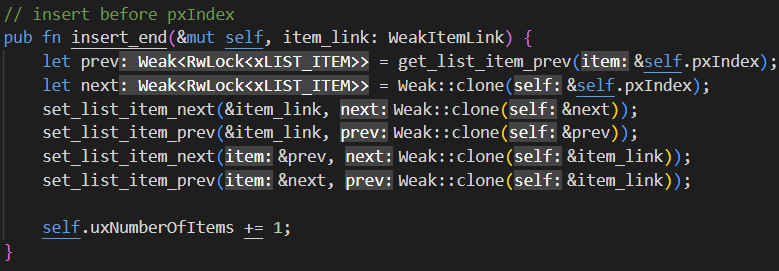 // insert before pxIndex
pub fn insert_end(&mut self, item_link: WeakItemLink) {
    let prev: Weak<RwLock<xLIST_ITEM>> = get_list_item_prev(item: &self.pxIndex);
    let next: Weak<RwLock<xLIST_ITEM>> = Weak::clone(self: &self.pxIndex);
    set_list_item_next(&item_link, next: Weak::clone(self: &next));
    set_list_item_prev(&item_link, prev: Weak::clone(self: &prev));
    set_list_item_next(item: &prev, next: Weak::clone(self: &item_link));
    set_list_item_prev(item: &next, prev: Weak::clone(self: &item_link));
    self.uxNumberOfItems += 1;
}